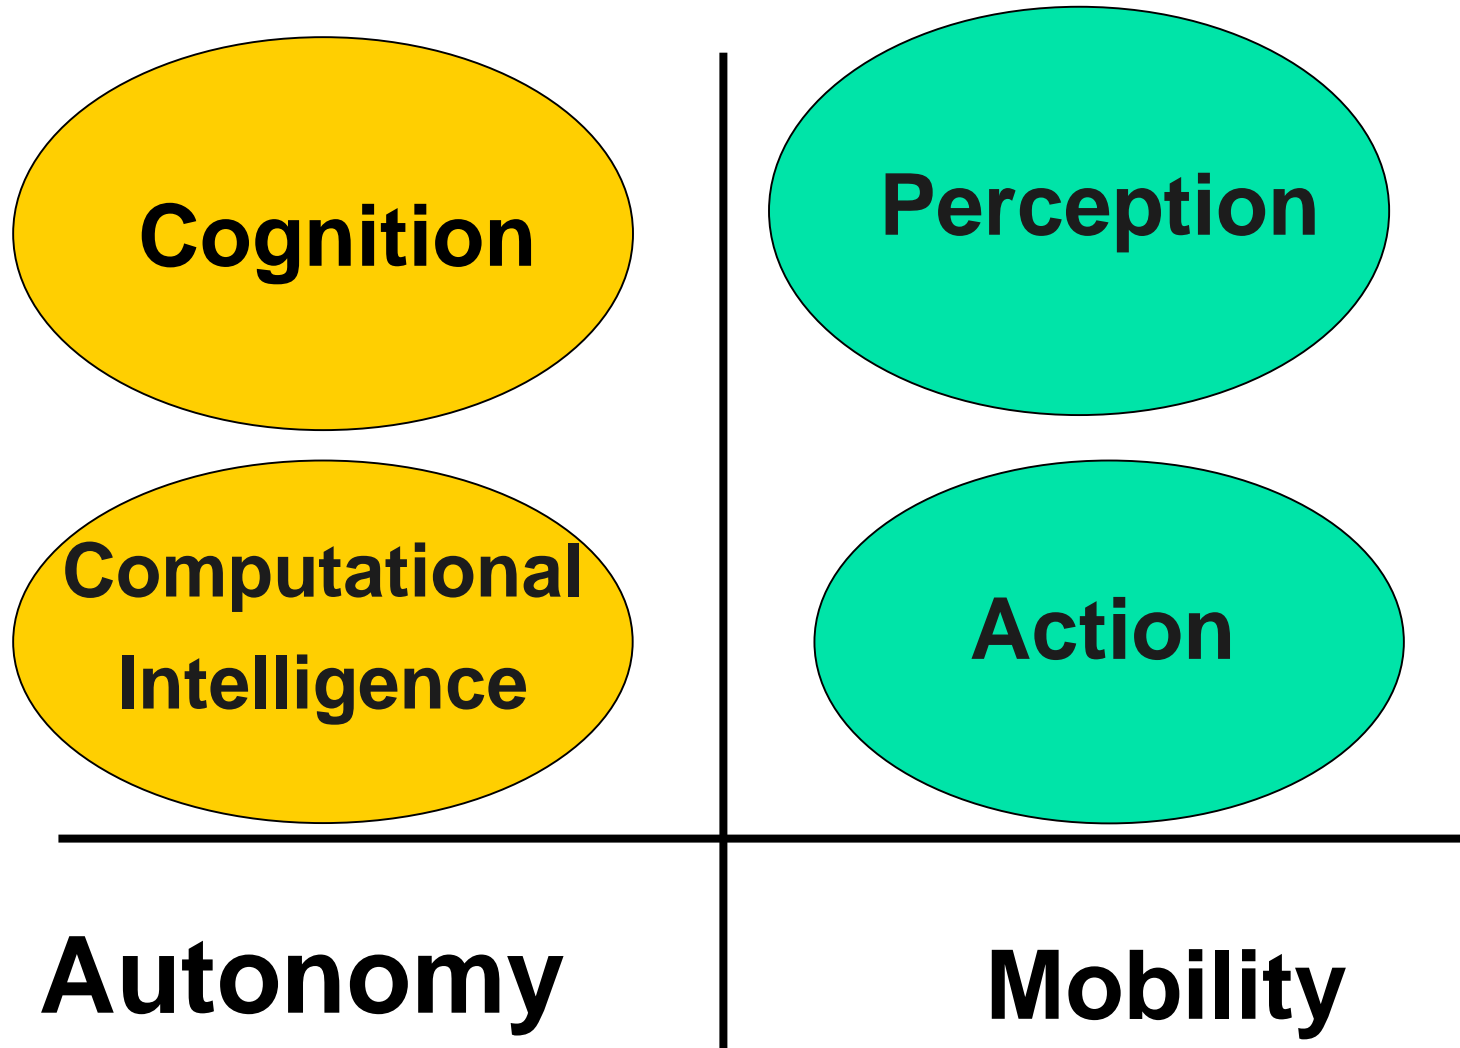 Cognition
Perception
Computational
Intelligence
Action
Autonomy
Mobility